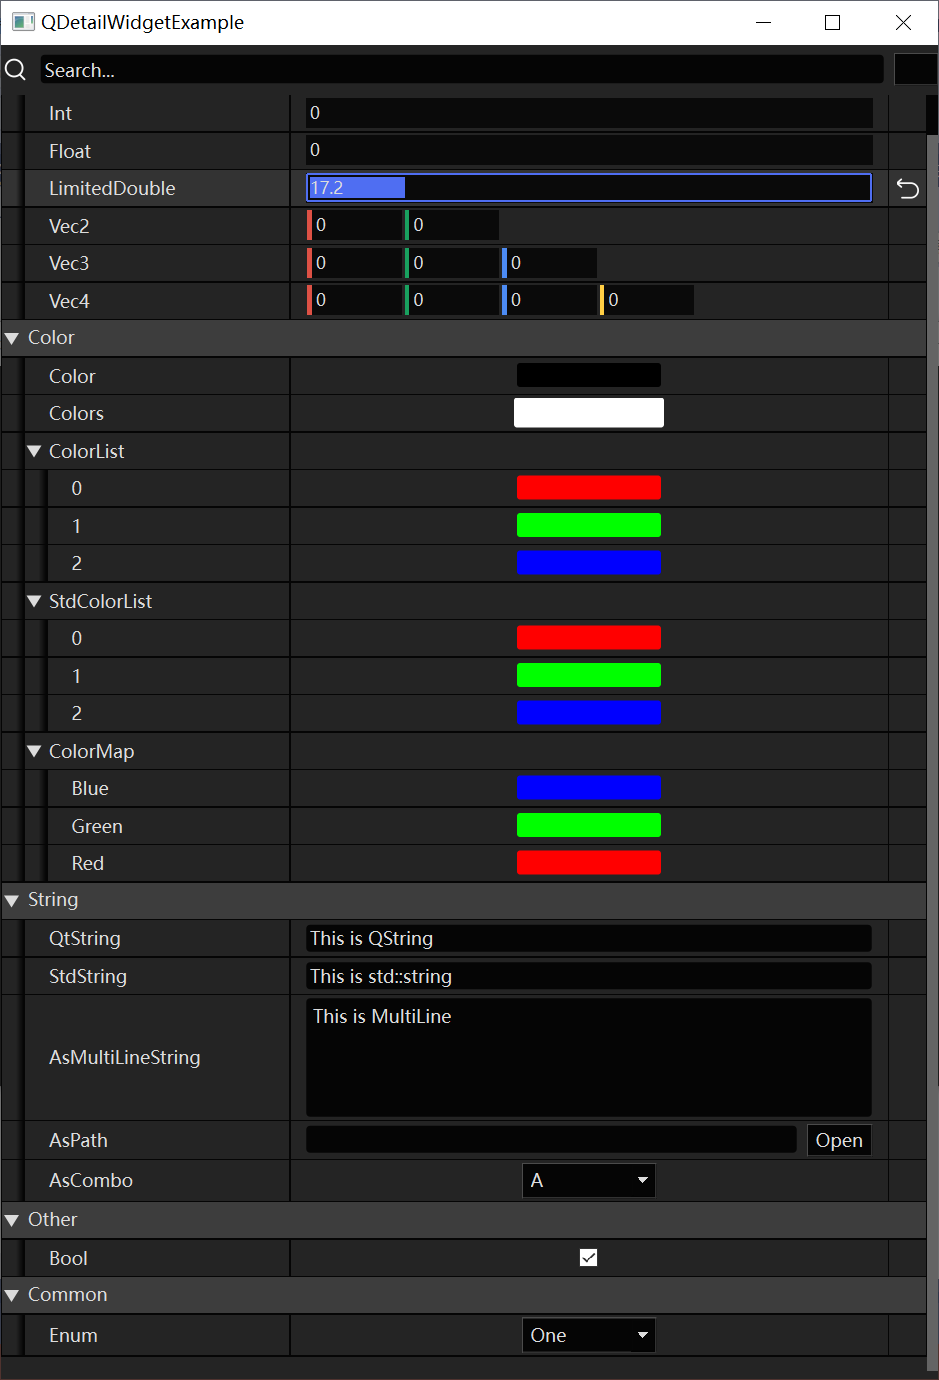 QDetailWidgetExample
Search...
Int 0
Float 0
LimitedDouble 17.2
Vec2 0 0
Vec3 0 0 0
Vec4 0 0 0 0
Color
Color
Colors
ColorList
0
1
2
StdColorList
0
1
2
ColorMap
Blue
Green
Red
String
QtString This is QString
StdString This is std::string
This is MultiLine
AsMultiLineString
AsPath Open
AsCombo A
Other
Bool
Common
Enum One